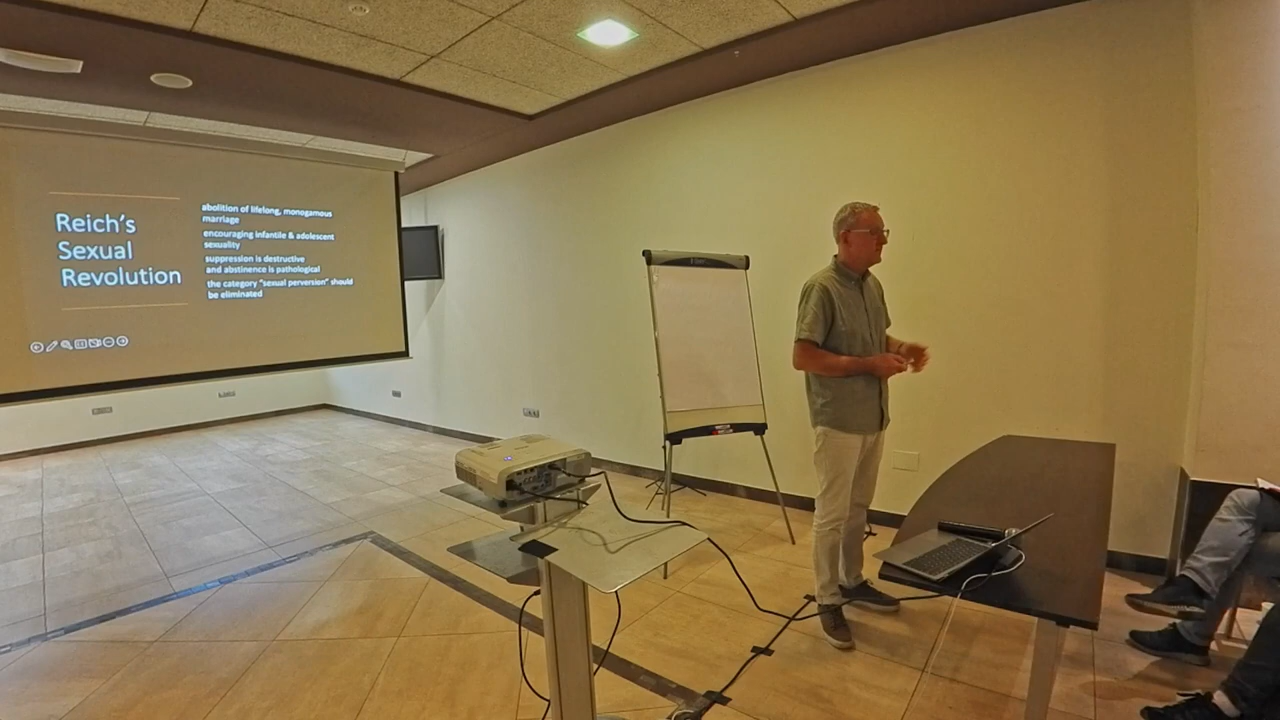 Reich's
Sexual
Revolution
abolition of lifelong, monogamous
marriage
encouraging infantile & adolescent
sexuality
suppression is destructive
and abstinence is pathological
the category "sexual perversion" should
be eliminated